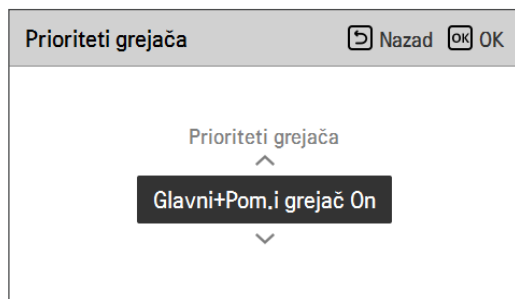 Prioriteti grejača Nazad OK OK
Prioriteti grejača
Glavni+Pom.i grejač On